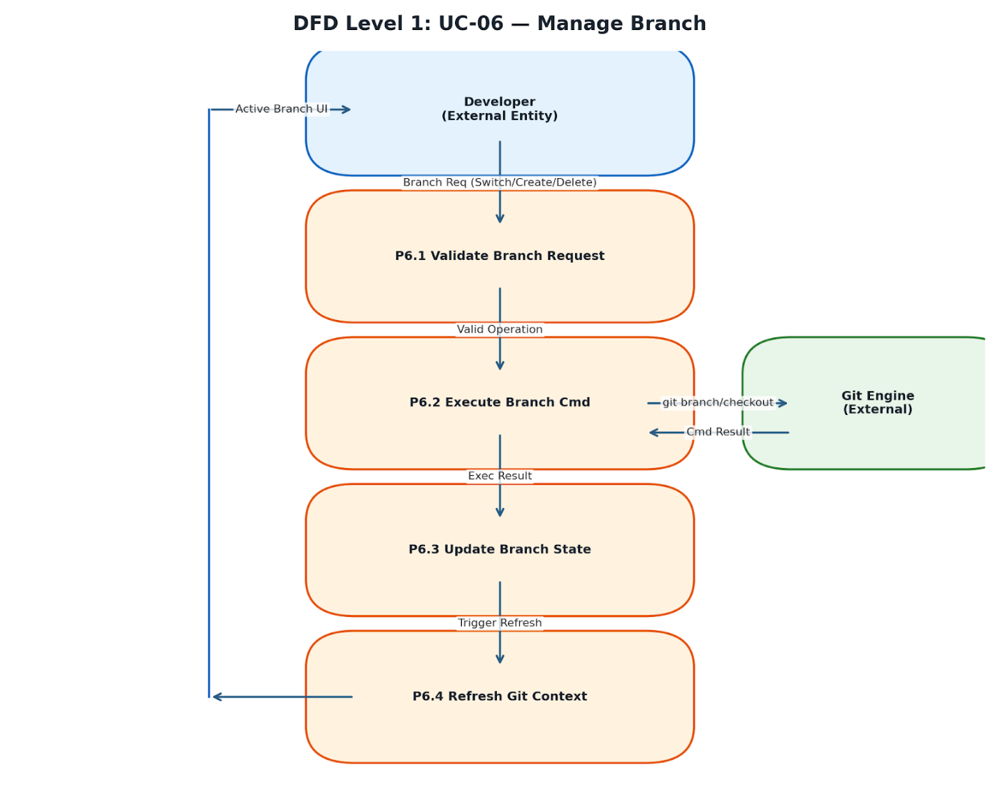 DFD Level 1: UC-06 — Manage Branch
Developer
(External Entity)
Active Branch UI
Branch Req (Switch/Create/Delete)
P6.1 Validate Branch Request
Valid Operation
P6.2 Execute Branch Cmd
git branch/checkout
Cmd Result
Git Engine
(External)
Exec Result
P6.3 Update Branch State
Trigger Refresh
P6.4 Refresh Git Context